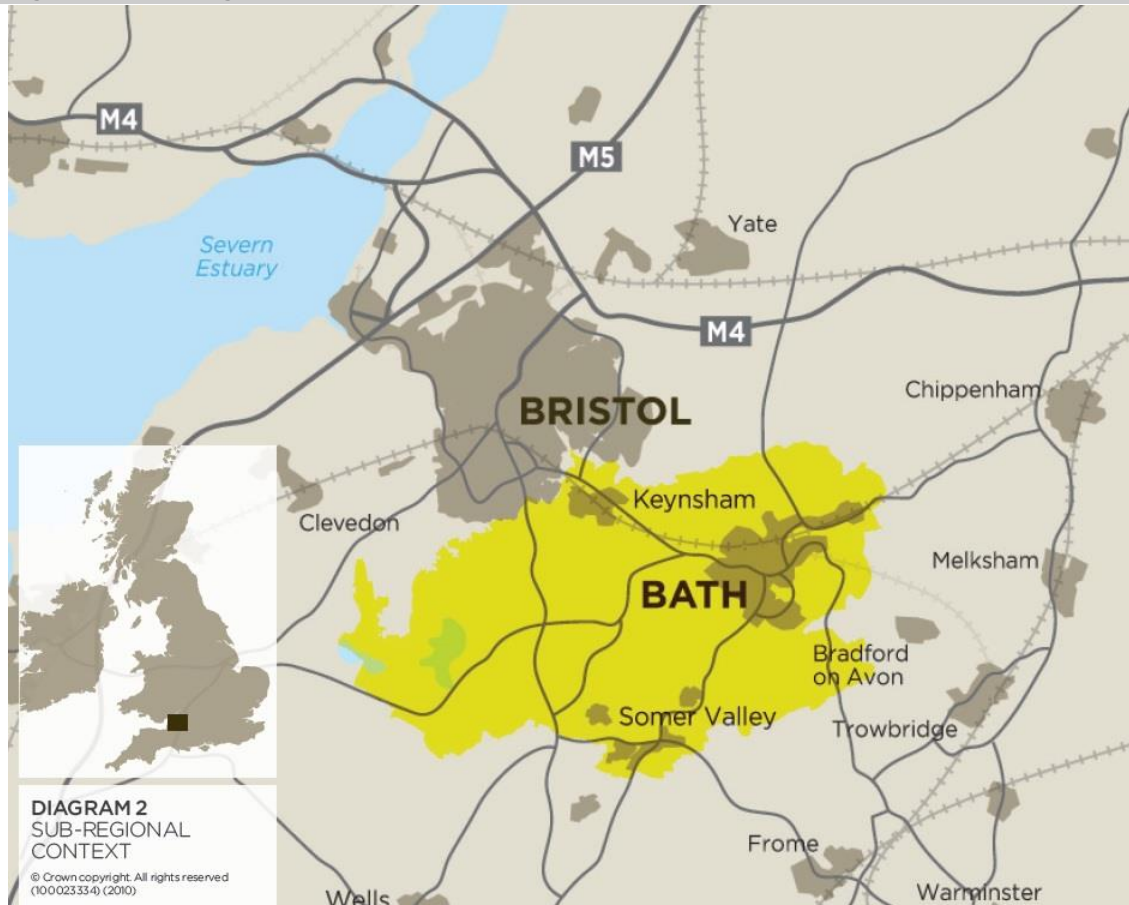 M4
M5
Severn
Estuary
Yate
M4
Chippenham
BRISTOL
Keynsham
Clevedon
Melksham
BATH
Bradford
on Avon
Somer Valley
Trowbridge
DIAGRAM 2
SUB-REGIONAL
CONTEXT
© Crown copyright. All rights reserved
(100023334) (2010)
Frome
Wells
Warminster